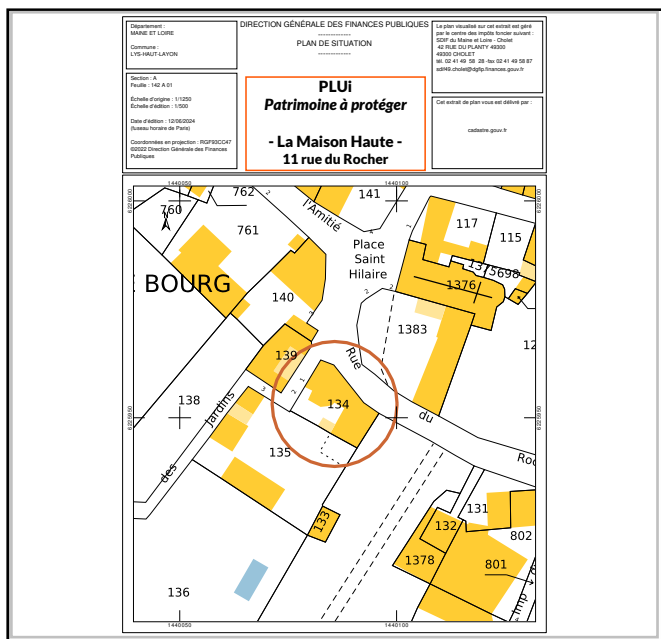 Département :
MAINE ET LOIRE
Commune :
LYS-HAUT-LAYON
Section : A
Feuille : 142 A 01
Échelle d'origine : 1/1250
Échelle d'édition : 1/500
Date d'édition : 12/06/2024
(fuseau horaire de Paris)
Coordonnées en projection : RGF93CC47
©2022 Direction Générale des Finances
Publiques
DIRECTION GÉNÉRALE DES FINANCES PUBLIQUES
-------------
PLAN DE SITUATION
-------------
PLUi
Patrimoine à protéger
- La Maison Haute -
11 rue du Rocher
Le plan visualisé sur cet extrait est géré
par le centre des impôts foncier suivant :
SDIF du Maine et Loire - Cholet
42 RUE DU PLANTY 49300
49300 CHOLET
tél. 02 41 49 58 28 -fax 02 41 49 58 87
sdif49.cholet@dgfip.finances.gouv.fr
Cet extrait de plan vous est délivré par :
cadastre.gouv.fr
1440050
1440100
6226000
6226000
762
141
760
l'Amitié
117
761
115
Place
Saint
Hilaire
1375
698
1376
BOURG
140
1383
139
Rue
138
134
Jardins
du
6225950
6225950
135
des
131
133
132
802
1378
801
136
Imp
1440050
1440100